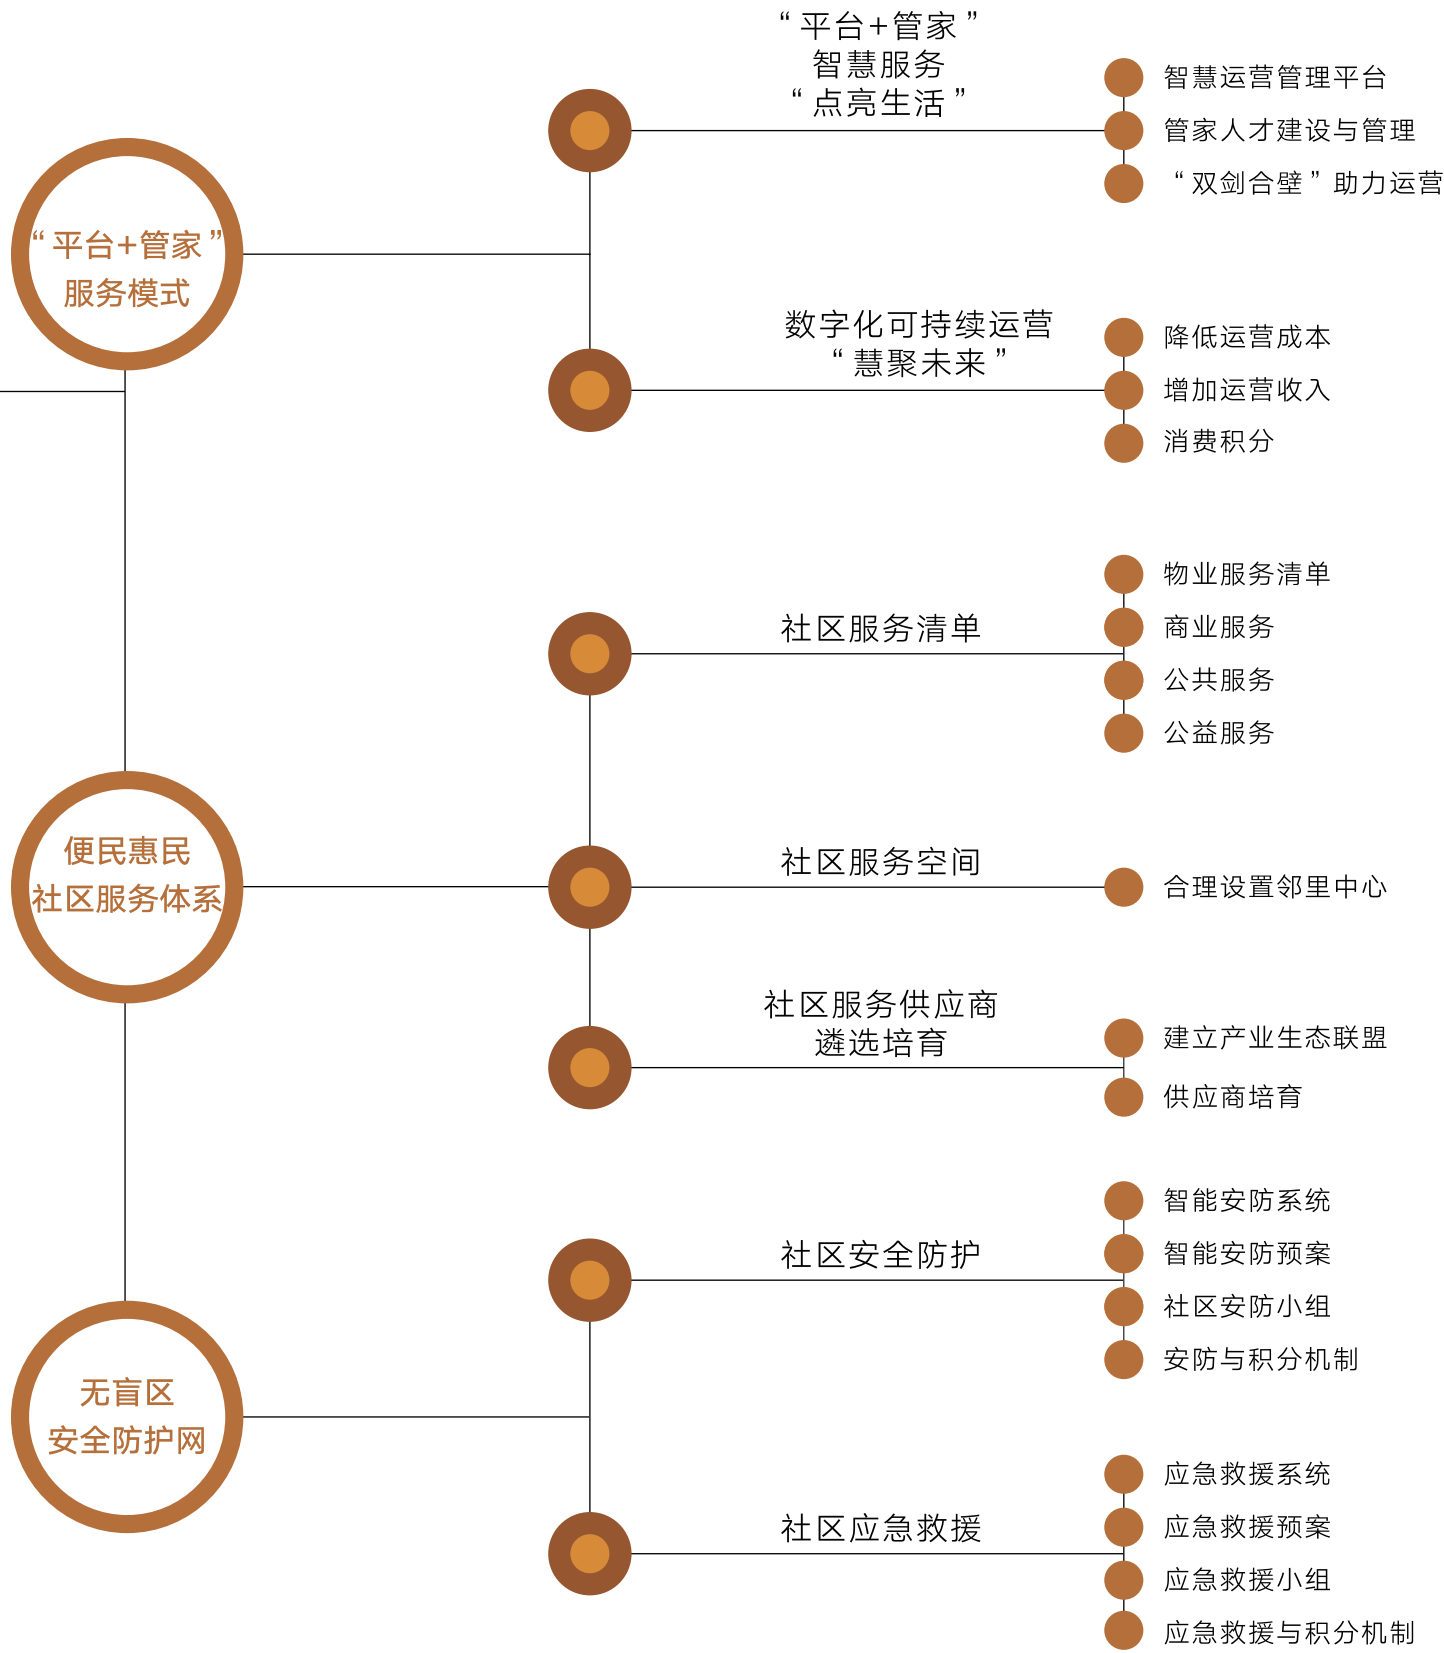 “平台+管家”
服务模式
“平台+管家”
智慧服务
“点亮生活”
智慧运营管理平台
管家人才建设与管理
“双剑合壁”助力运营
数字化可持续运营
“慧聚未来”
降低运营成本
增加运营收入
消费积分
便民惠民
社区服务体系
社区服务清单
物业服务清单
商业服务
公共服务
公益服务
社区服务空间
合理设置邻里中心
社区服务供应商
遴选培育
建立产业生态联盟
供应商培育
无盲区
安全防护网
社区安全防护
智能安防系统
智能安防预案
社区安防小组
安防与积分机制
社区应急救援
应急救援系统
应急救援预案
应急救援小组
应急救援与积分机制